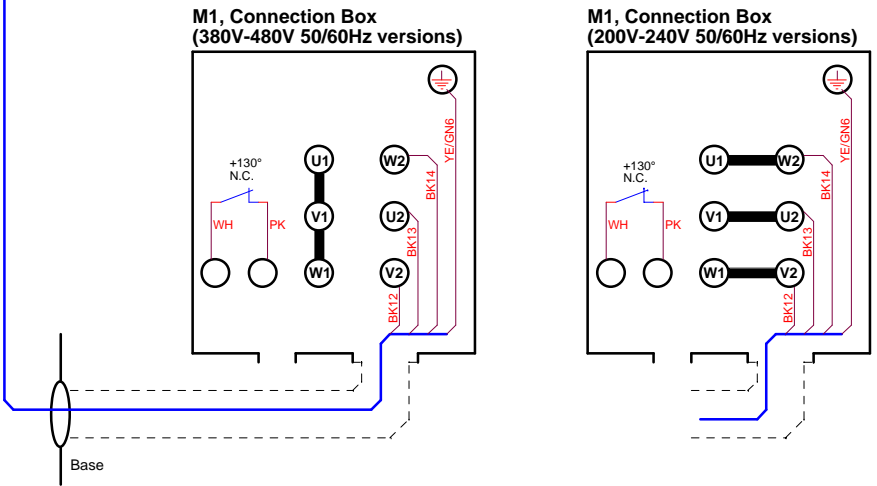 M1, Connection Box
(380V-480V 50/60Hz versions)
YE/GN6
+130°
N.C.
U1
W2
BK14
V1
U2
WH
PK
BK13
W1
V2
BK12
Base
M1, Connection Box
(200V-240V 50/60Hz versions)
YE/GN6
+130°
N.C.
U1
W2
BK14
V1
U2
WH
PK
BK13
W1
V2
BK12